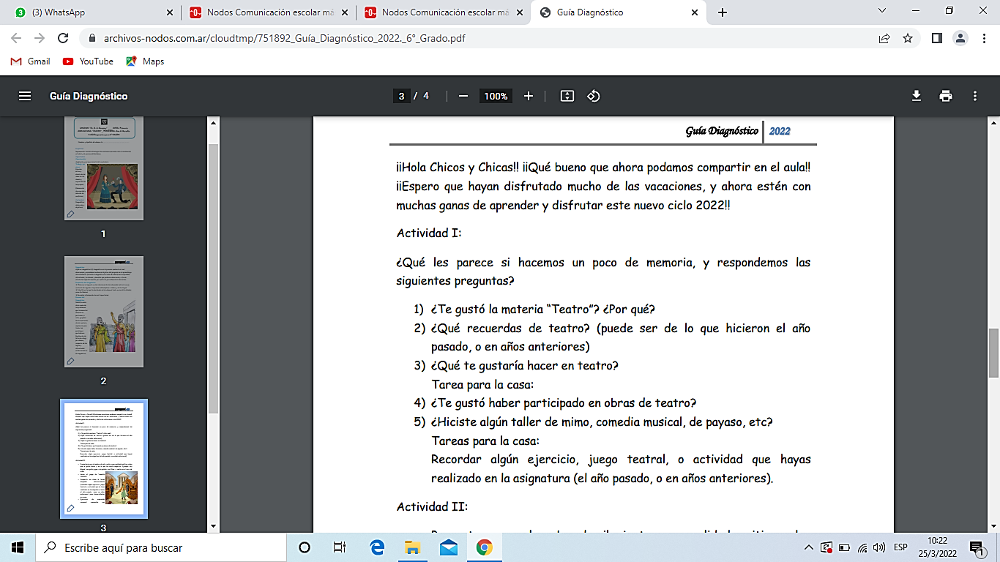 (3) WhatsApp
Nodos Comunicación escolar má
Nodos Comunicación escolar má
Guía Diagnóstico
archivos-nodos.com.ar/cloudtmp/751892_Guía_Diagnóstico_2022._6°_Grado.pdf
Gmail YouTube Maps
Guía Diagnóstico
3 / 4
100%
1
2
3
Guía Diagnóstico 2022
¡¡Hola Chicos y Chicas!! ¡¡Qué bueno que ahora podamos compartir en el aula!!
¡¡Espero que hayan disfrutado mucho de las vacaciones, y ahora estén con
muchas ganas de aprender y disfrutar este nuevo ciclo 2022!!
Actividad I:
¿Qué les parece si hacemos un poco de memoria, y respondemos las
siguientes preguntas?
1) ¿Te gustó la materia “Teatro”? ¿Por qué?
2) ¿Qué recuerdas de teatro? (puede ser de lo que hicieron el año
pasado, o en años anteriores)
3) ¿Qué te gustaría hacer en teatro?
Tarea para la casa:
4) ¿Te gustó haber participado en obras de teatro?
5) ¿Hiciste algún taller de mimo, comedia musical, de payaso, etc?
Tareas para la casa:
Recordar algún ejercicio, juego teatral, o actividad que hayas
realizado en la asignatura (el año pasado, o en años anteriores).
Actividad II:
Escribe aquí para buscar
ESP
10:22
25/3/2022
1